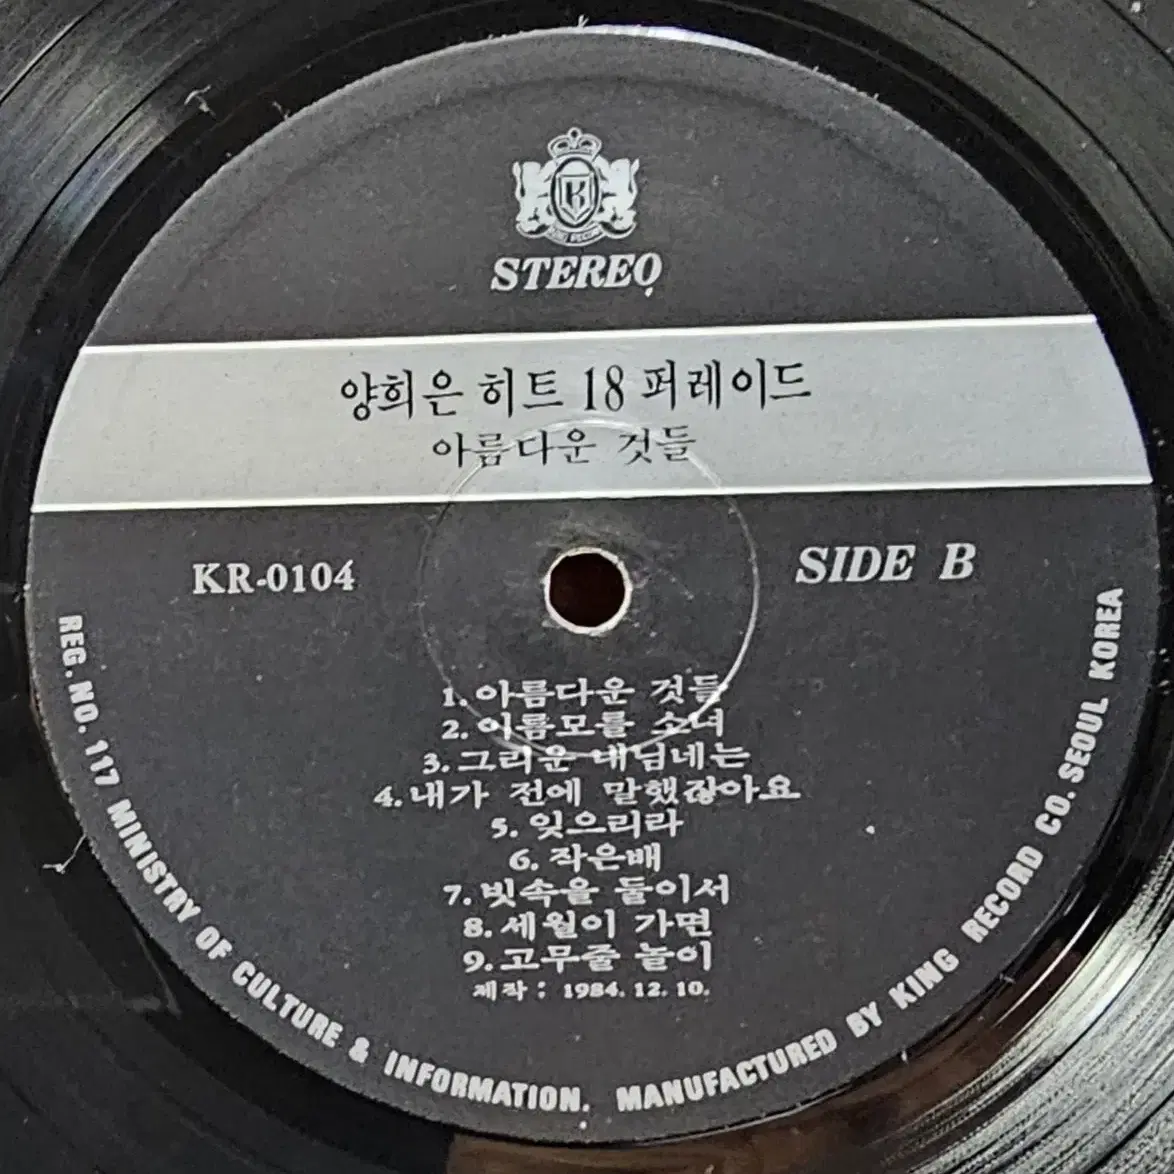 KING RECORD
STEREO
양희은 히트 18 퍼레이드
아름다운 것들
KR-0104
SIDE B
1. 아름다운 것들
2. 이름모를 소녀
3. 그리운 내님네는
4. 내가 전에 말했잖아요
5. 잊으리라
6. 작은배
7. 빗속을 둘이서
8. 세월이 가면
9. 고무줄 놀이
제작 : 1984. 12. 10.
REG. NO. 117 MINISTRY OF CULTURE & INFORMATION. MANUFACTURED BY KING RECORD CO. SEOUL KOREA